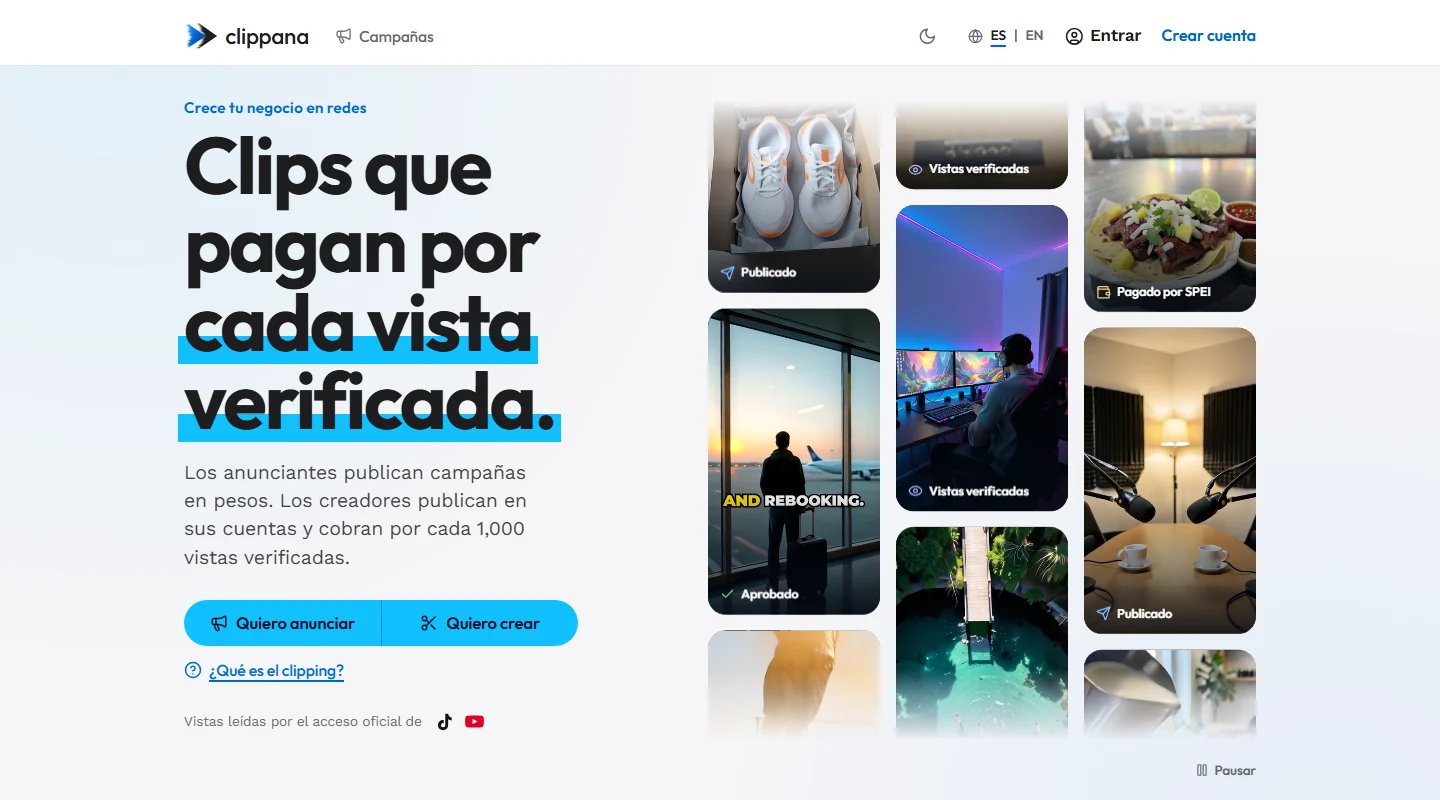 clippana
Campañas
ES | EN
Entrar
Crear cuenta
Crece tu negocio en redes
Clips que
pagan por
cada vista
verificada.
Los anunciantes publican campañas
en pesos. Los creadores publican en
sus cuentas y cobran por cada 1,000
vistas verificadas.
Quiero anunciar
Quiero crear
¿Qué es el clipping?
Vistas leídas por el acceso oficial de
Publicado
AND REBOOKING.
Aprobado
Vistas verificadas
Vistas verificadas
Pagado por SPEI
Publicado
Pausar